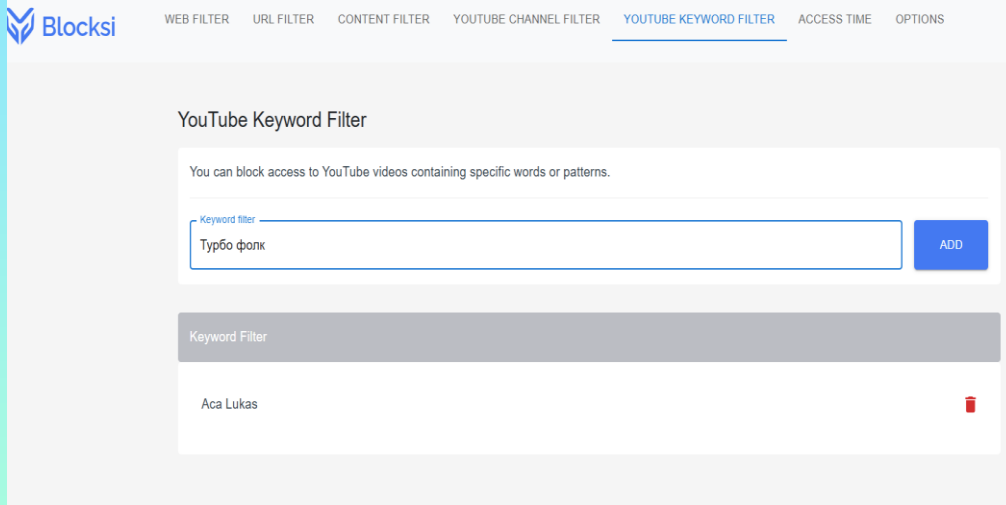 Blocksi
WEB FILTER URL FILTER CONTENT FILTER YOUTUBE CHANNEL FILTER YOUTUBE KEYWORD FILTER ACCESS TIME OPTIONS
YouTube Keyword Filter
You can block access to YouTube videos containing specific words or patterns.
Keyword filter
Турбо фолк
ADD
Keyword Filter
Aca Lukas